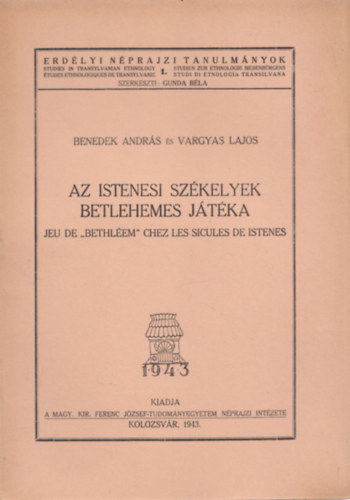 ERDÉLYI NÉPRAJZI TANULMÁNYOK
STUDIES IN TRANSYLVANIAN ETHNOLOGY STUDIEN ZUR ETHNOLOGIE SIEBENBÜRGENS
1.
ÉTUDES ETHNOLOGIQUES DE TRANSYLVANIE STUDI DI ETNOLOGIA TRANSILVANA
SZERKESZTI: GUNDA BÉLA
BENEDEK ANDRÁS ÉS VARGYAS LAJOS
AZ ISTENESI SZÉKELYEK
BETLEHEMES JÁTÉKA
JEU DE „BETHLÉEM" CHEZ LES SICULES DE ISTENES
1943
KIADJA
A MAGY. KIR. FERENC JÓZSEF-TUDOMÁNYEGYETEM NÉPRAJZI INTÉZETE
KOLOZSVÁR, 1943.